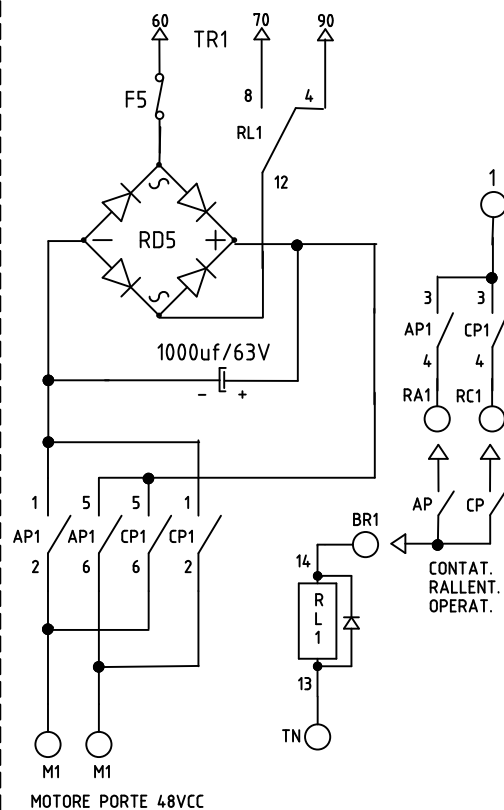 60
TR1
70
90
F5
8
4
RL1
12
RD5
1
1000uf/63V
- +
3 3
AP1 CP1
4 4
RA1 RC1
1 5 5 1
AP1 AP1 CP1 CP1
2 6 6 2
AP CP
BR1
14
CONTAT.
RALLENT.
OPERAT.
R
L
1
13
TN
M1 M1
MOTORE PORTE 48VCC